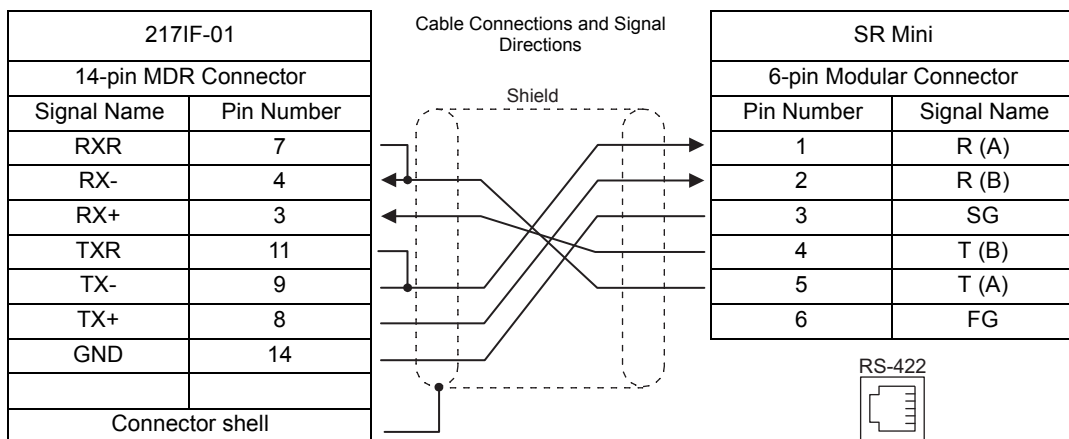 217IF-01
14-pin MDR Connector
Signal Name Pin Number
RXR 7
RX- 4
RX+ 3
TXR 11
TX- 9
TX+ 8
GND 14
Connector shell
Cable Connections and Signal
Directions
Shield
SR Mini
6-pin Modular Connector
Pin Number Signal Name
1 R (A)
2 R (B)
3 SG
4 T (B)
5 T (A)
6 FG
RS-422